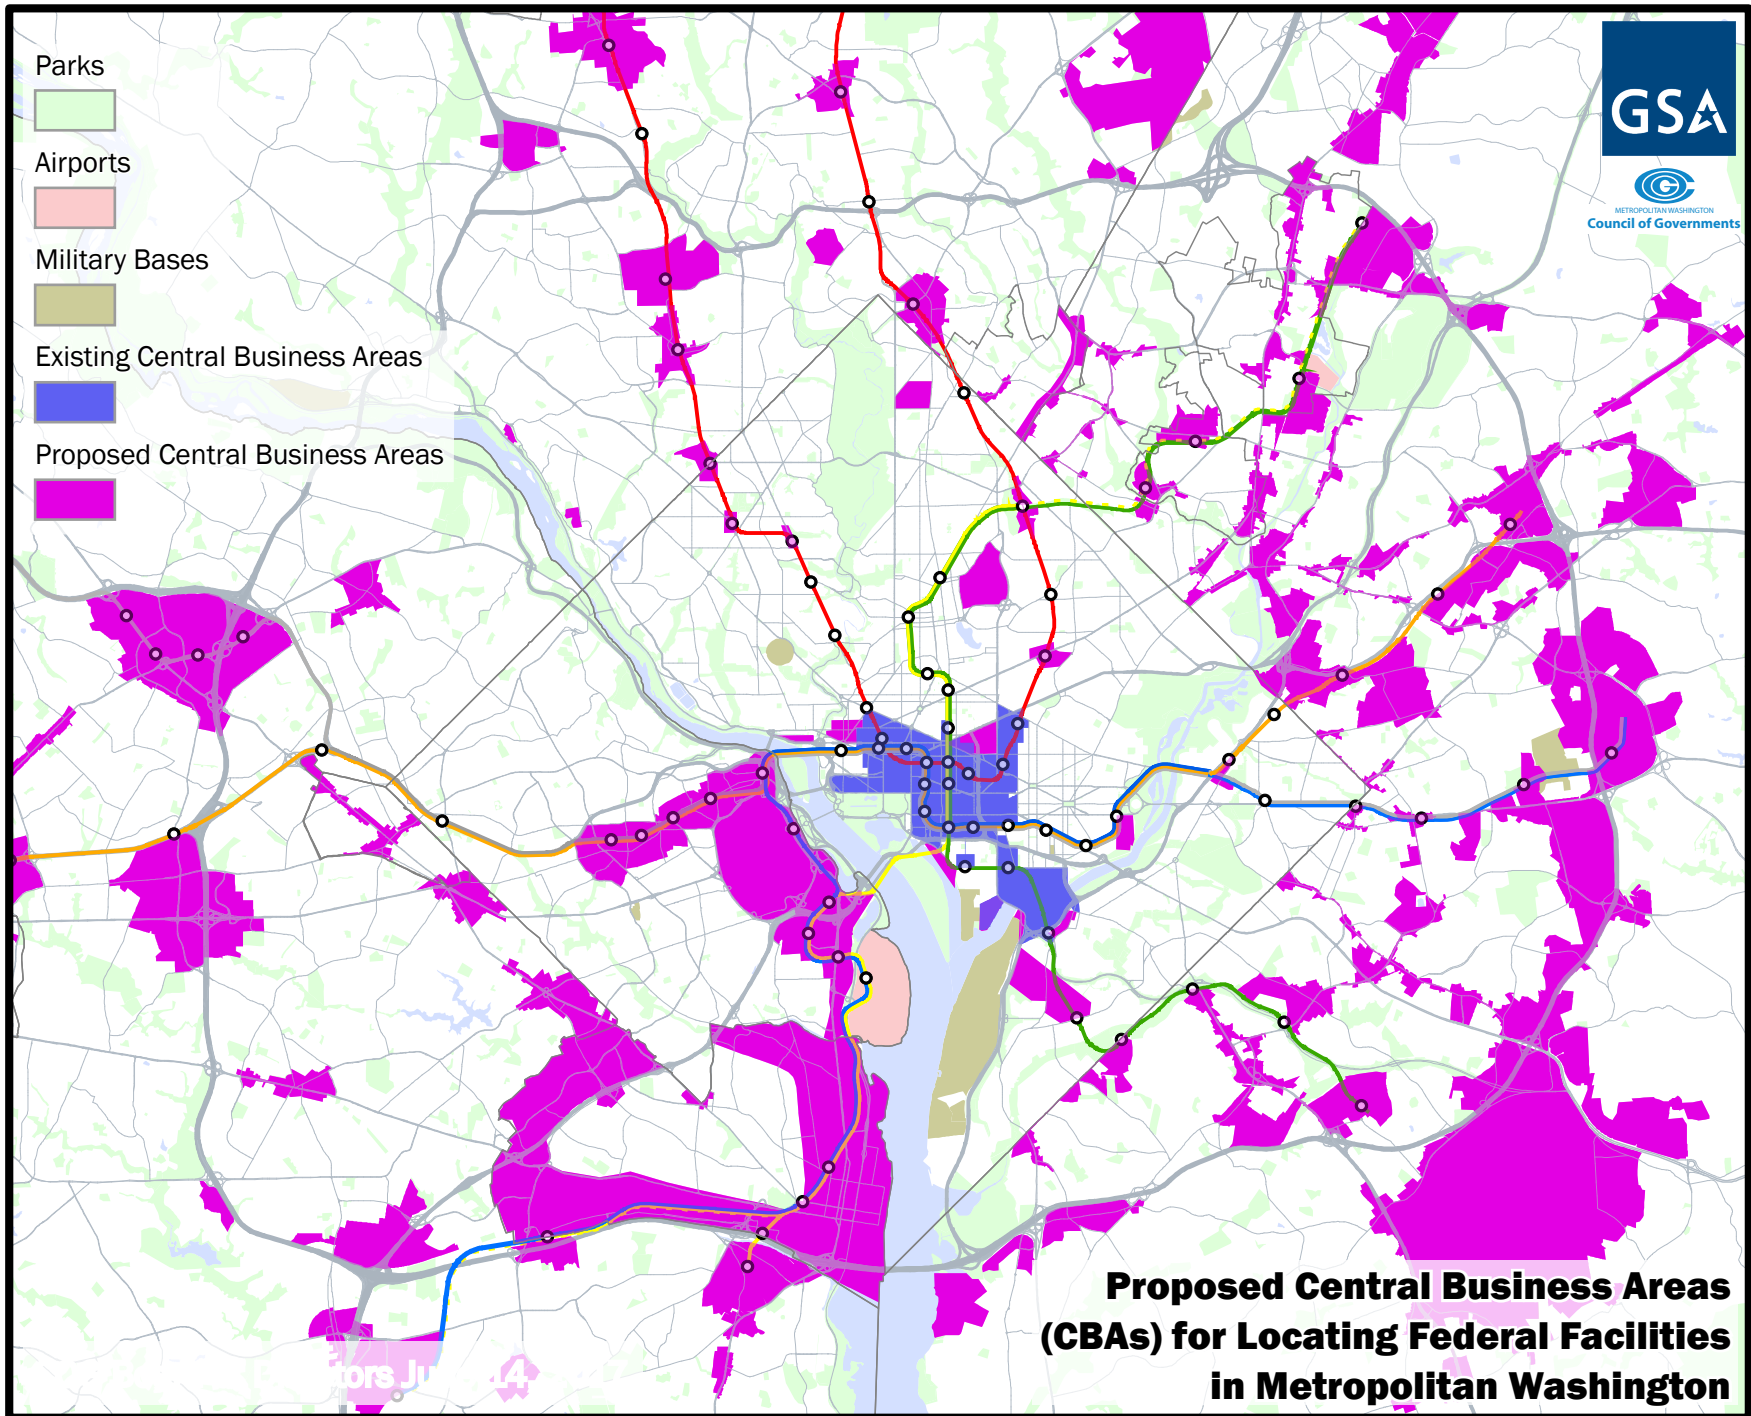 Parks
Airports
Military Bases
Existing Central Business Areas
Proposed Central Business Areas
GSA
METROPOLITAN WASHINGTON
Council of Governments
Proposed Central Business Areas
(CBAs) for Locating Federal Facilities
in Metropolitan Washington